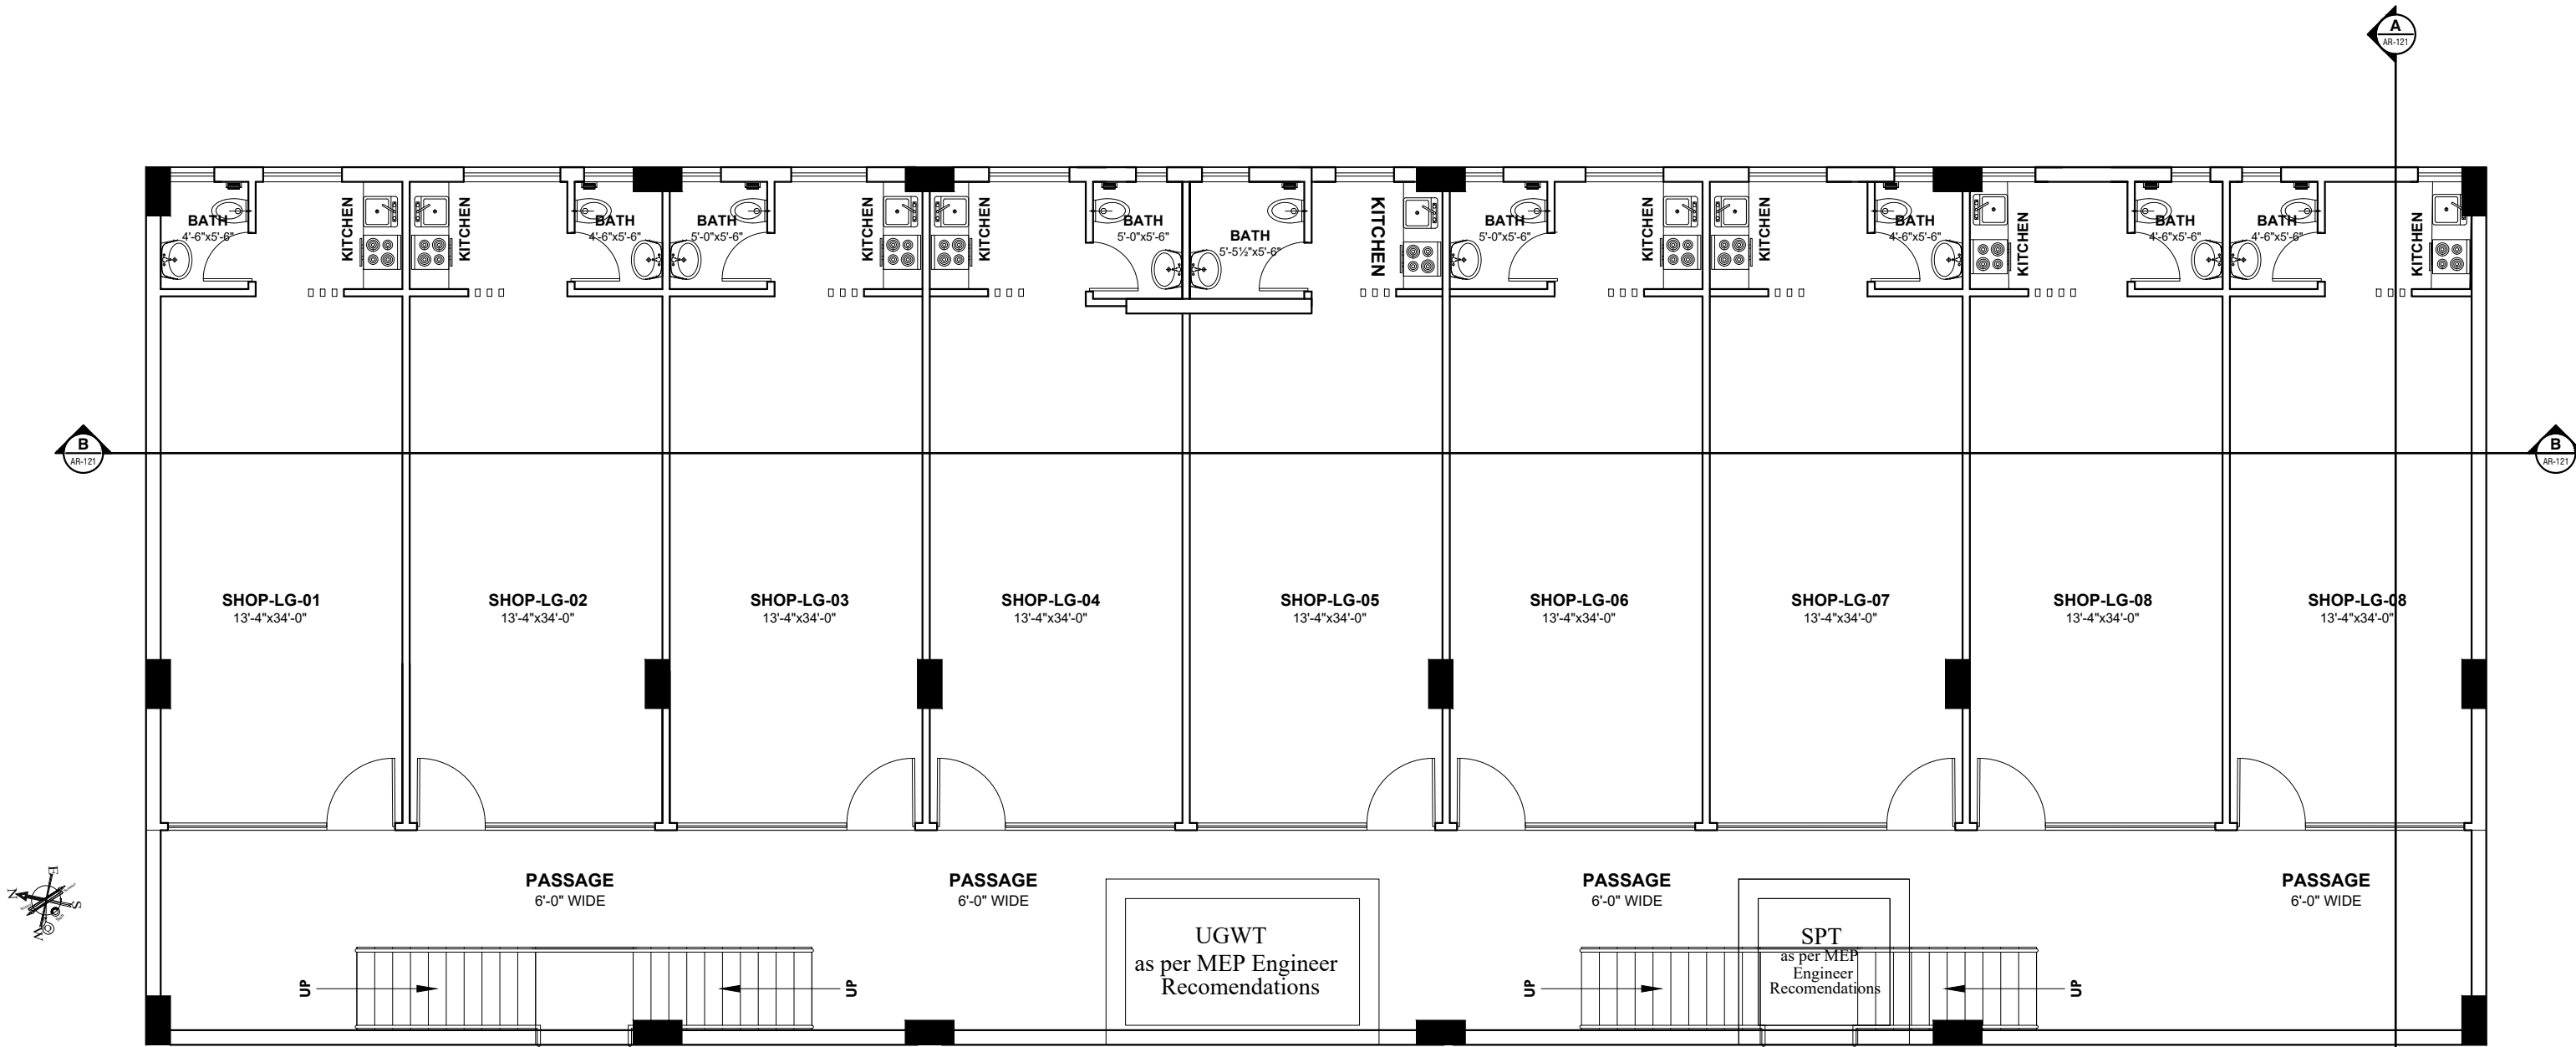 A
AR-121
BATH
4'-6"x5'-6"
KITCHEN
KITCHEN
BATH
4'-6"x5'-6"
BATH
5'-0"x5'-6"
KITCHEN
KITCHEN
BATH
5'-0"x5'-6"
BATH
5'-5½"x5'-6"
KITCHEN
BATH
5'-0"x5'-6"
KITCHEN
KITCHEN
BATH
4'-6"x5'-6"
KITCHEN
BATH
4'-6"x5'-6"
BATH
4'-6"x5'-6"
KITCHEN
B
AR-121
B
AR-121
SHOP-LG-01
13'-4"x34'-0"
SHOP-LG-02
13'-4"x34'-0"
SHOP-LG-03
13'-4"x34'-0"
SHOP-LG-04
13'-4"x34'-0"
SHOP-LG-05
13'-4"x34'-0"
SHOP-LG-06
13'-4"x34'-0"
SHOP-LG-07
13'-4"x34'-0"
SHOP-LG-08
13'-4"x34'-0"
SHOP-LG-08
13'-4"x34'-0"
N
E
S
W
PASSAGE
6'-0" WIDE
PASSAGE
6'-0" WIDE
PASSAGE
6'-0" WIDE
PASSAGE
6'-0" WIDE
UGWT
as per MEP Engineer
Recomendations
SPT
as per MEP
Engineer
Recomendations
UP
UP
UP
UP